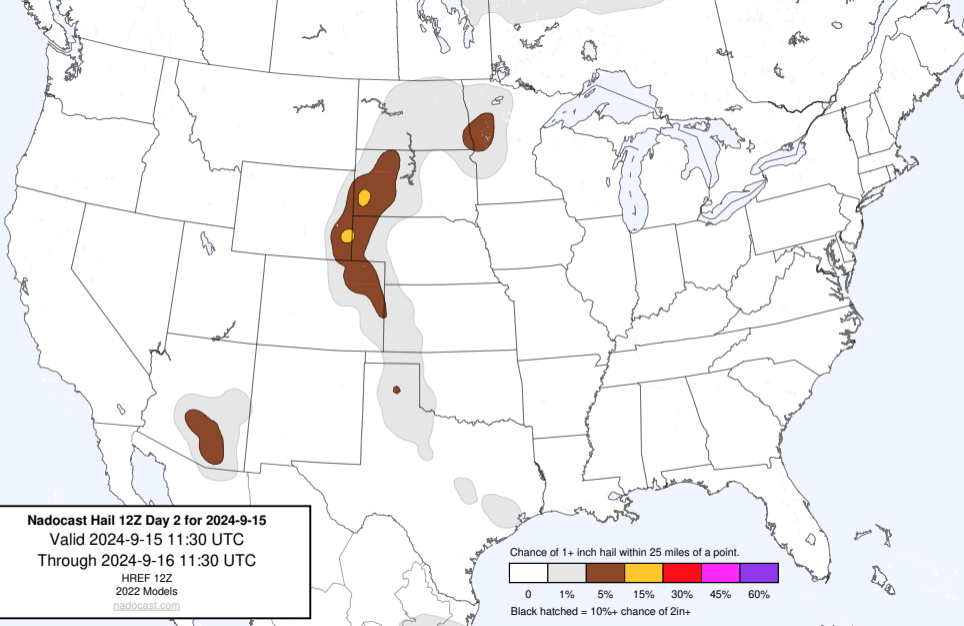 Nadocast Hail 12Z Day 2 for 2024-9-15
Valid 2024-9-15 11:30 UTC
Through 2024-9-16 11:30 UTC
HREF 12Z
2022 Models
nadocast.com
Chance of 1+ inch hail within 25 miles of a point.
0 1% 5% 15% 30% 45% 60%
Black hatched = 10%+ chance of 2in+